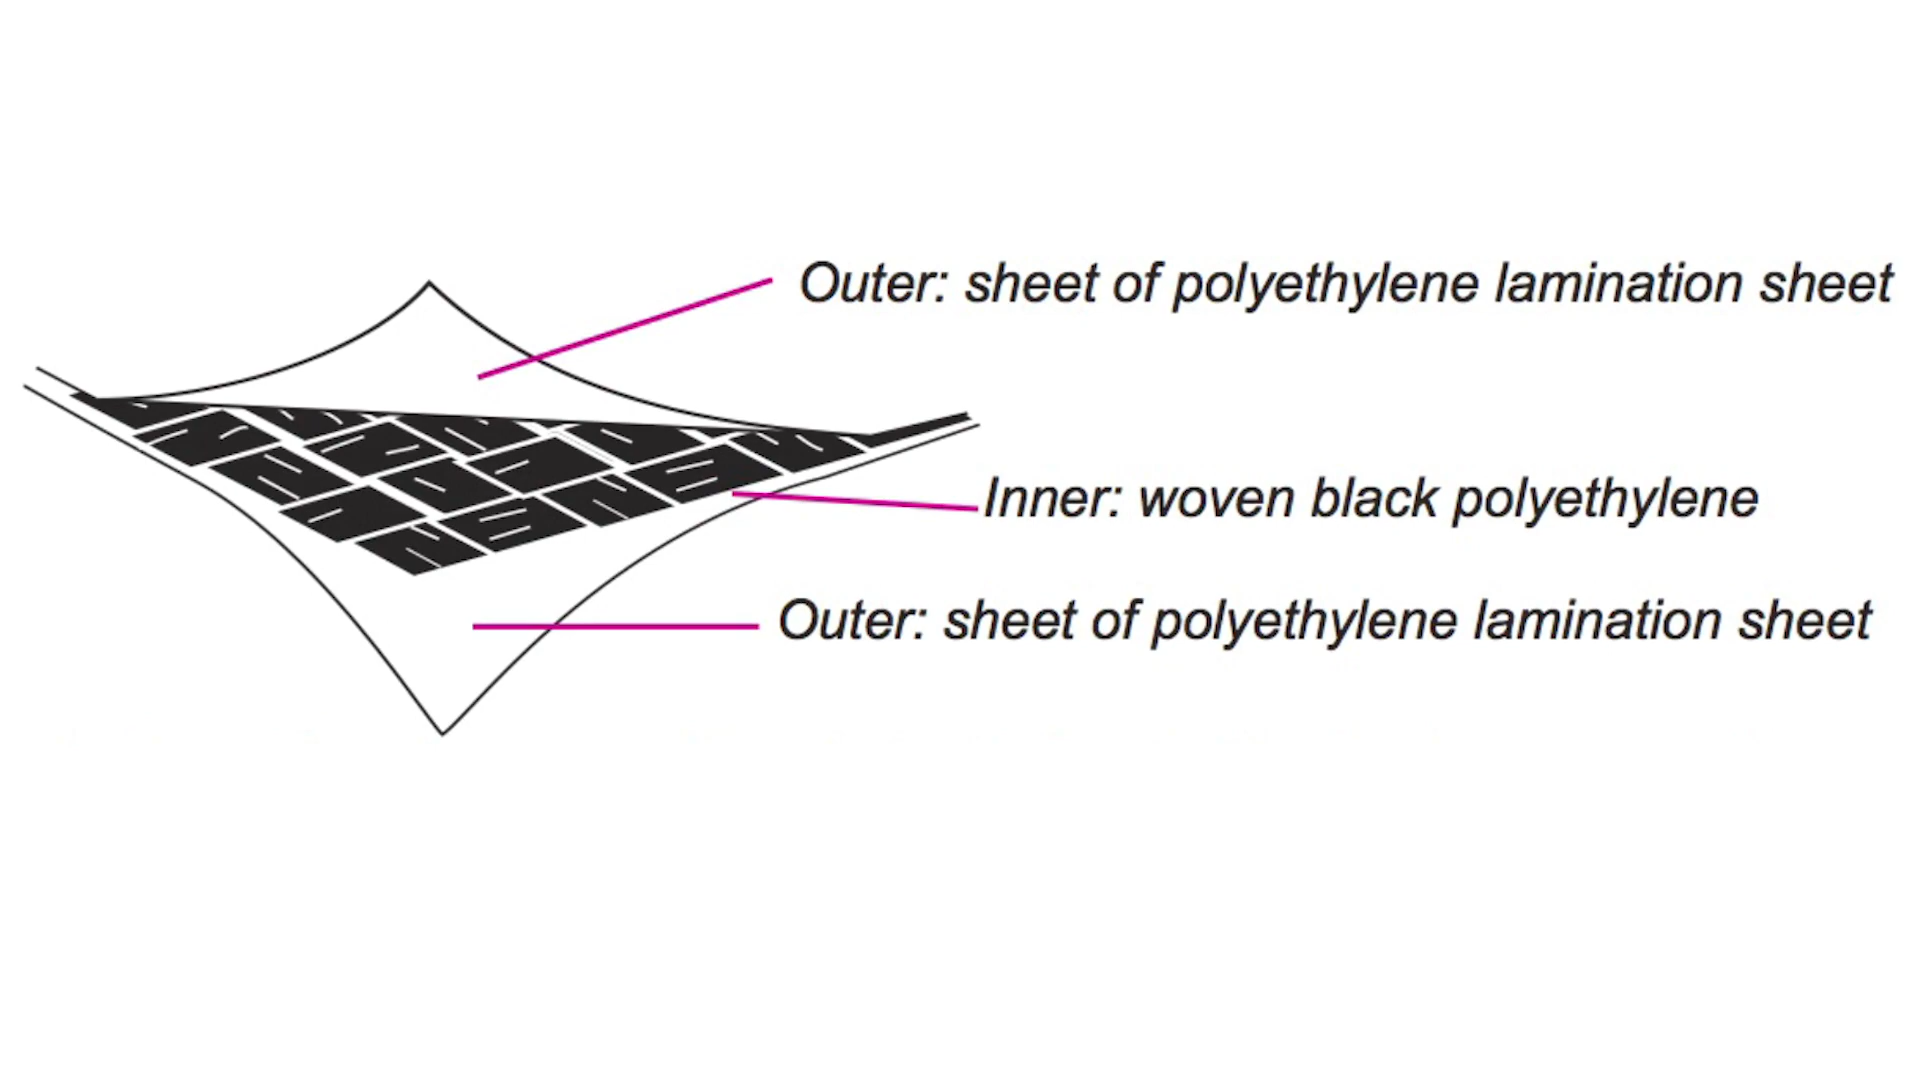 Outer: sheet of polyethylene lamination sheet
Inner: woven black polyethylene
Outer: sheet of polyethylene lamination sheet